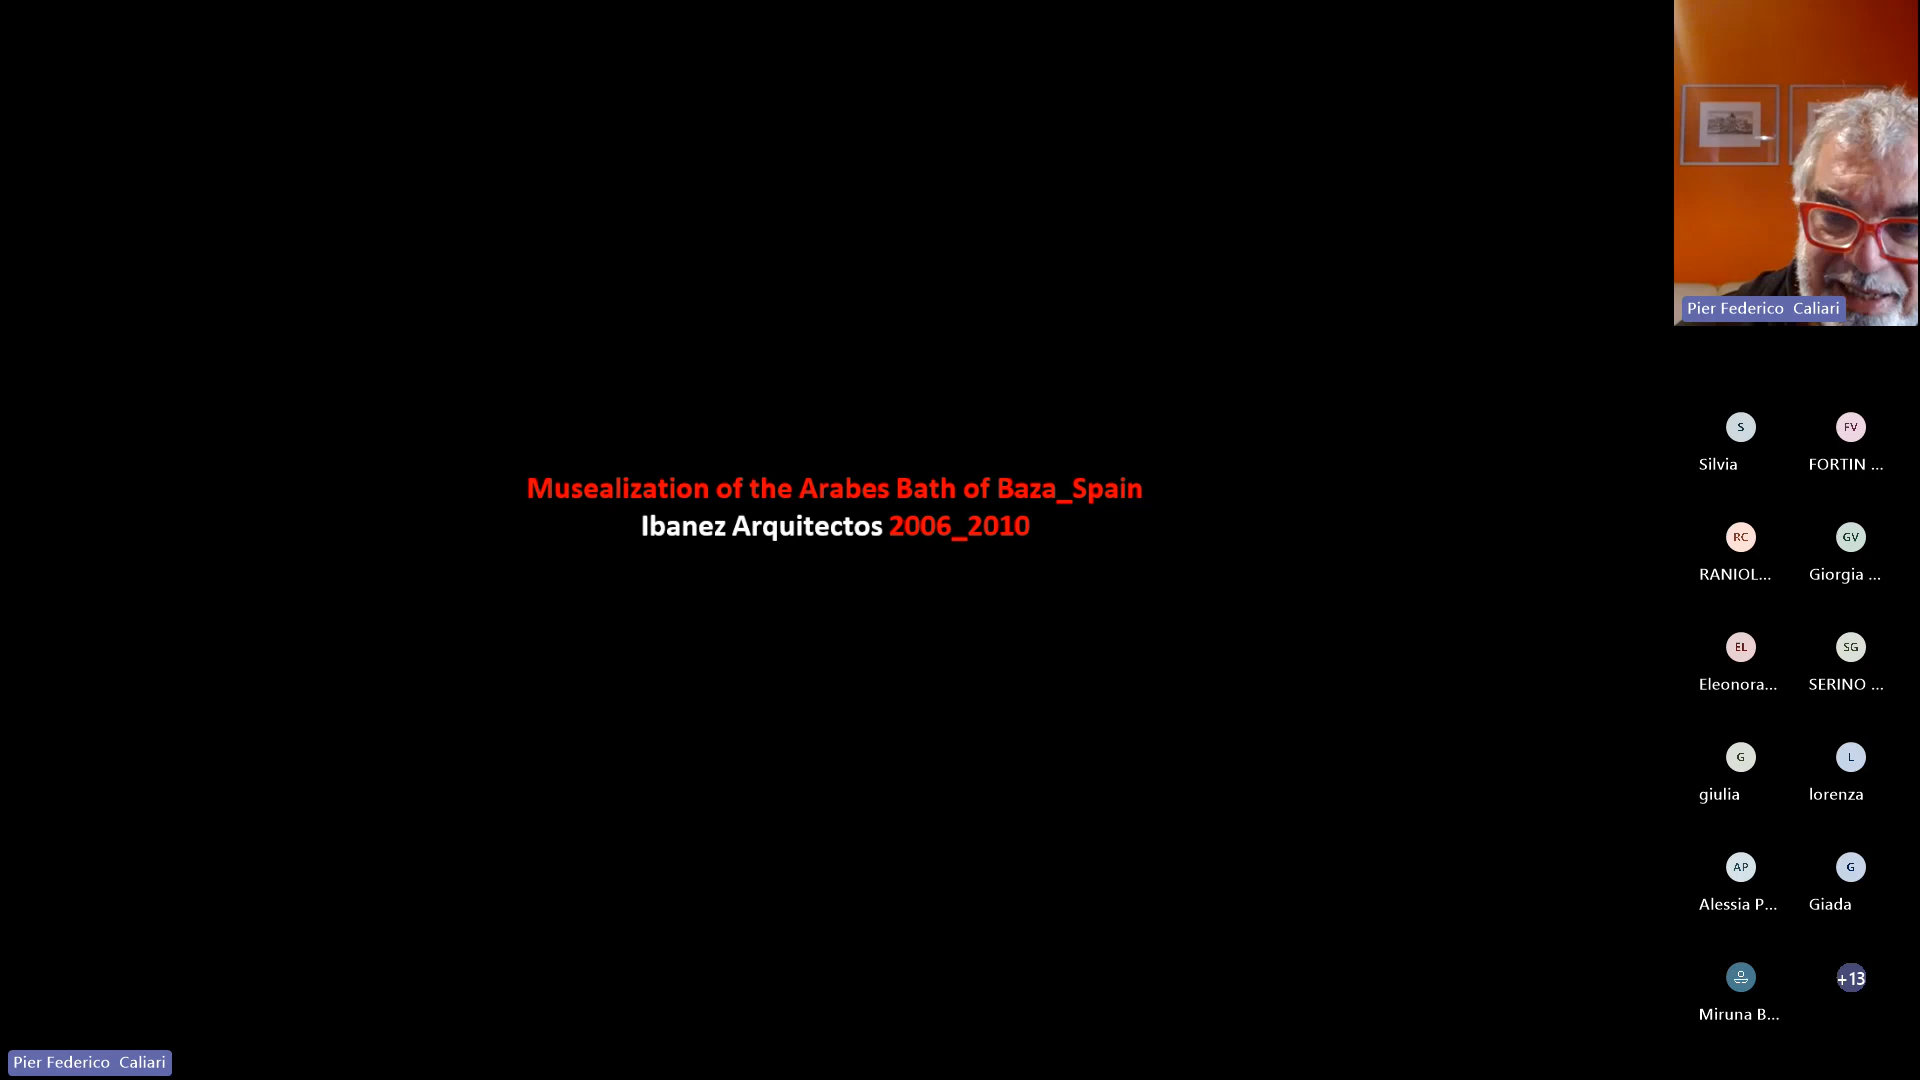 Musealization of the Arabes Bath of Baza_Spain
Ibanez Arquitectos 2006_2010
Pier Federico Caliari
S
FV
Silvia
FORTIN ...
RC
GV
RANIOL...
Giorgia ...
EL
SG
Eleonora...
SERINO ...
G
L
giulia
lorenza
AP
G
Alessia P...
Giada
+13
Miruna B...
Pier Federico Caliari